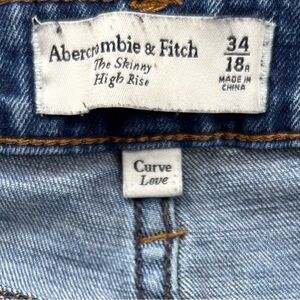 Abercrombie & Fitch
The Skinny
High Rise
34
18R
MADE IN
CHINA
Curve
Love